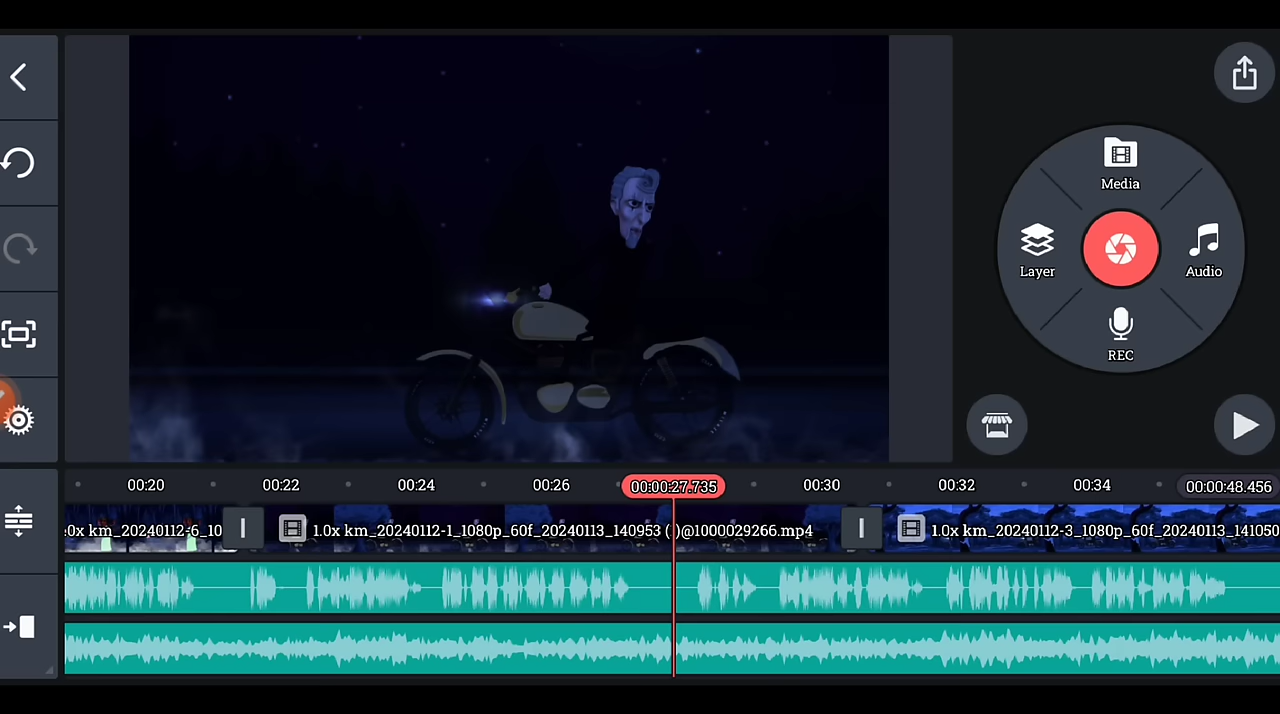 Media
Layer
Audio
REC
00:20
00:22
00:24
00:26
00:00:27.735
00:30
00:32
00:34
00:00:48.456
:0x km_20240112-6_10
1.0x km_20240112-1_1080p_60f_20240113_140953 ( )@1000029266.mp4
1.0x km_20240112-3_1080p_60f_20240113_141050